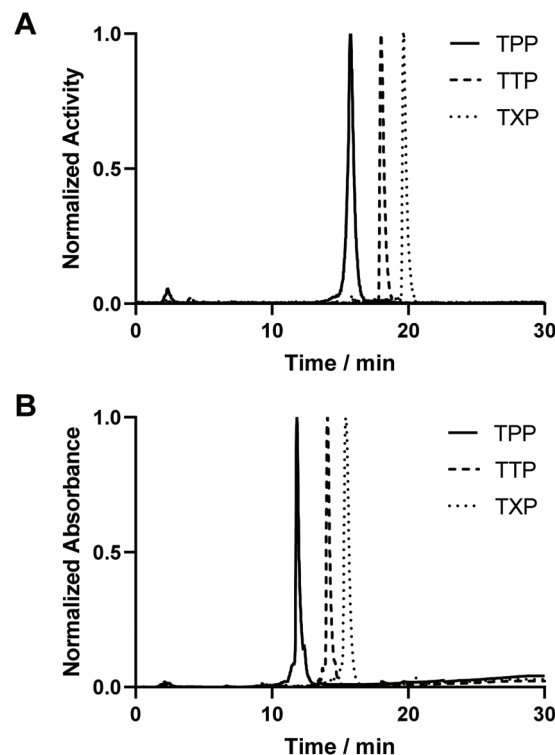 A
Normalized Activity
1.0
0.5
0.0
TPP
TTP
TXP
0
10
20
30
Time / min
B
Normalized Absorbance
1.0
0.5
0.0
TPP
TTP
TXP
0
10
20
30
Time / min